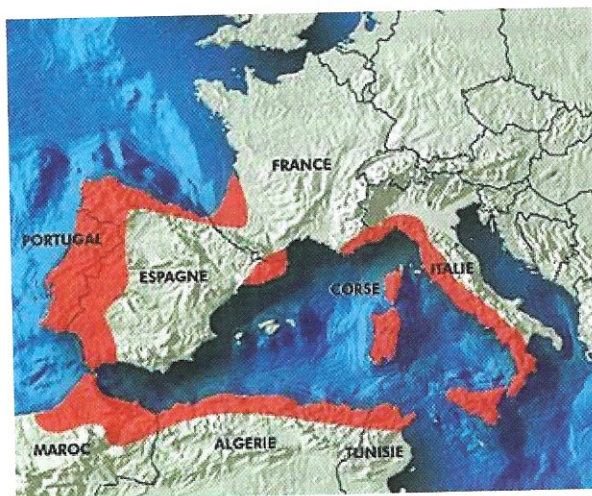 FRANCE
PORTUGAL
ESPAGNE
CORSE
ITALIE
MAROC
ALGERIE
TUNISIE